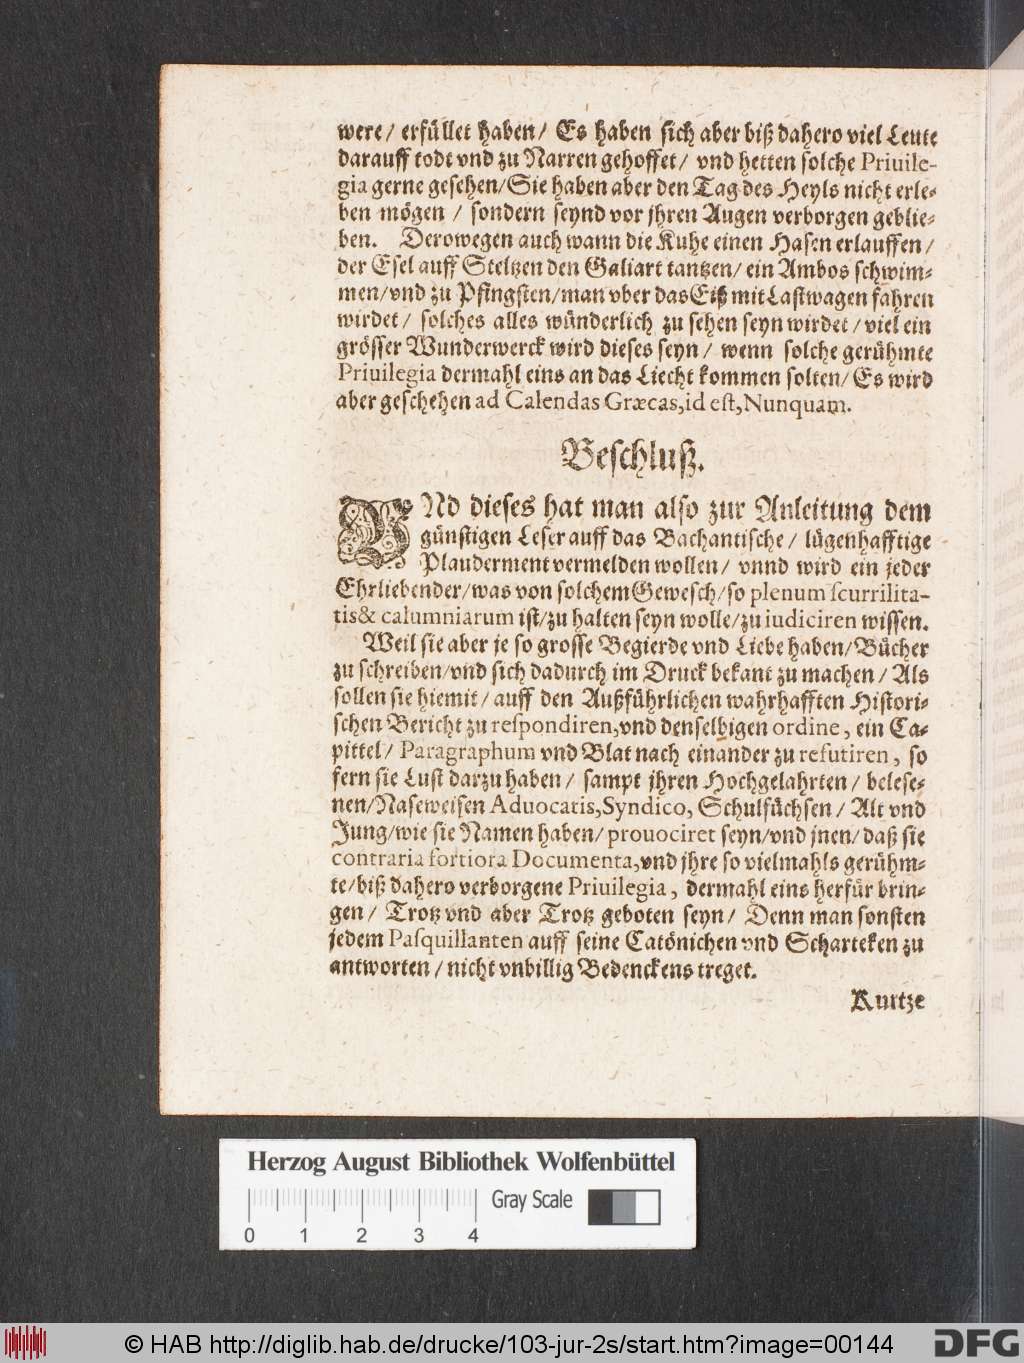 were/ erfüllet haben/ Es haben sich aber biß dahero viel Leute
darauff todt vnd zu Narren gehoffet/ vnd hetten solche Priuile-
gia gerne gesehen/Sie haben aber den Tag des Heyls nicht erle-
ben mögen / sondern seynd vor jhren Augen verborgen geblie-
ben. Derowegen auch wann die Kuhe einen Hasen erlauffen /
der Esel auff Steltzen den Galiart tantzen/ ein Ambos schwim-
men/vnd zu Pfingsten/man vber das Eiß mit Lastwagen fahren
wirdet/ solches alles wünderlich zu sehen seyn wirdet / viel ein
grösser Wunderwerck wird dieses seyn / wenn solche gerühmte
Priuilegia dermahl eins an das Liecht kommen solten/ Es wird
aber geschehen ad Calendas Græcas, id est, Nunquam.
Beschluß.
VNd dieses hat man also zur Anleitung dem
günstigen Leser auff das Bachantische / lügenhafftige
Plauderment vermelden wollen/ vnnd wird ein jeder
Ehrliebender/was von solchem Gewesch/so plenum scurrilita-
tis & calumniarum ist/zu halten seyn wolle/zu iudiciren wissen.
Weil sie aber je so grosse Begierde vnd Liebe haben/Bücher
zu schreiben/vnd sich dadurch im Druck bekant zu machen / Als
sollen sie hiemit/ auff den Außführlichen wahrhafften Histori-
schen Bericht zu respondiren, vnd denselbigen ordine, ein Ca-
pittel/ Paragraphum vnd Blat nach einander zu refutiren, so
fern sie Lust darzu haben / sampt jhren Hochgelahrten / belese-
nen/Naseweisen Aduocatis, Syndico, Schulfüchsen / Alt vnd
Jung/wie sie Namen haben/ prouociret seyn/vnd jnen/ daß sie
contraria fortiora Documenta, vnd jhre so vielmahls gerühm-
te/biß dahero verborgene Priuilegia, dermahl eins herfür brin-
gen/ Trotz vnd aber Trotz geboten seyn/ Denn man sonsten
jedem Pasquillanten auff seine Catönichen vnd Scharteken zu
antworten / nicht vnbillig Bedenckens treget.
Kurtze
Herzog August Bibliothek Wolfenbüttel
Gray Scale
0 1 2 3 4
© HAB http://diglib.hab.de/drucke/103-jur-2s/start.htm?image=00144
DFG